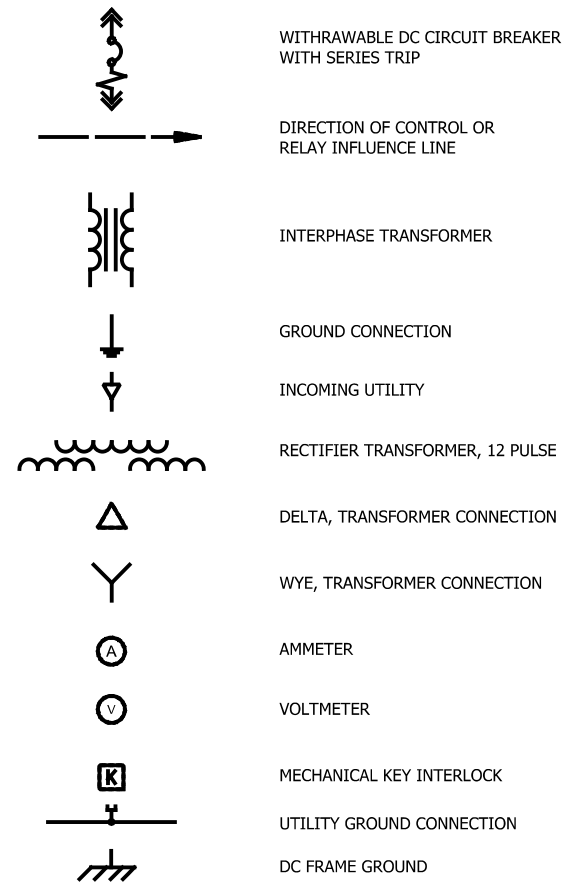 WITHRAWABLE DC CIRCUIT BREAKER
WITH SERIES TRIP
DIRECTION OF CONTROL OR
RELAY INFLUENCE LINE
INTERPHASE TRANSFORMER
GROUND CONNECTION
INCOMING UTILITY
RECTIFIER TRANSFORMER, 12 PULSE
DELTA, TRANSFORMER CONNECTION
WYE, TRANSFORMER CONNECTION
A AMMETER
V VOLTMETER
K MECHANICAL KEY INTERLOCK
UTILITY GROUND CONNECTION
DC FRAME GROUND